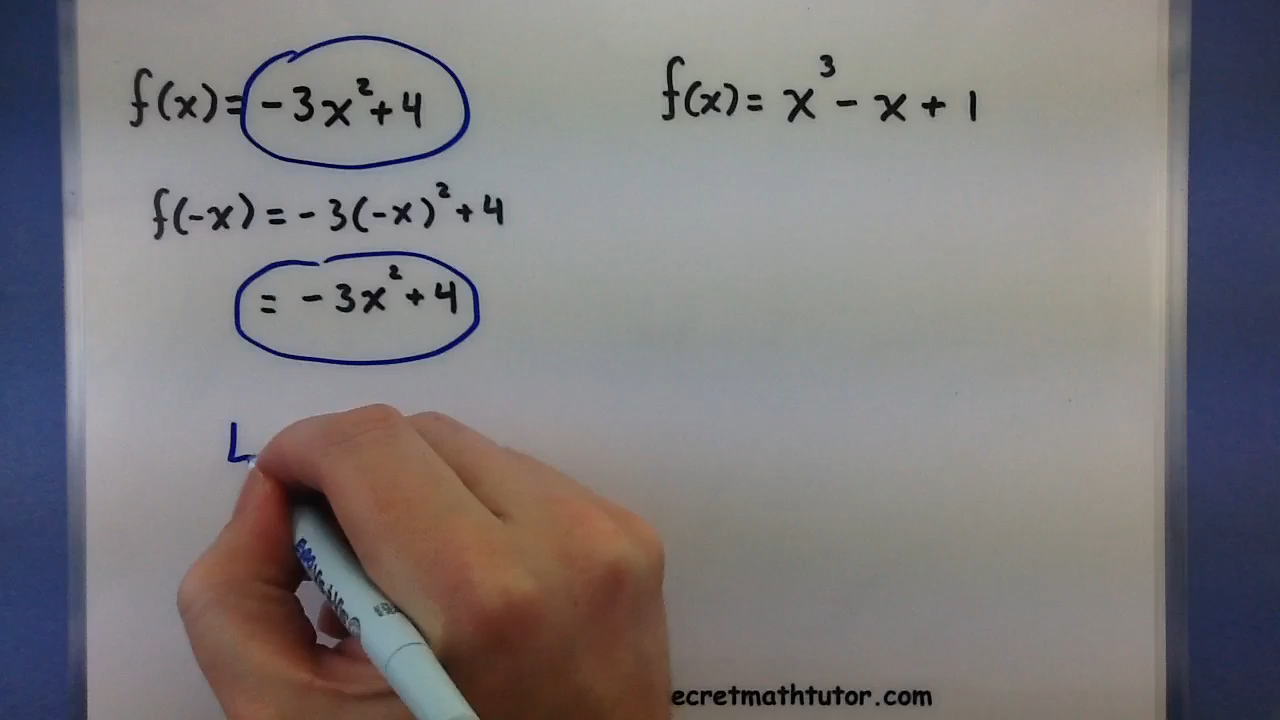 f(x) = -3x² + 4
f(-x) = -3(-x)² + 4
= -3x² + 4
f(x) = x³ - x + 1
ecretmathtutor.com